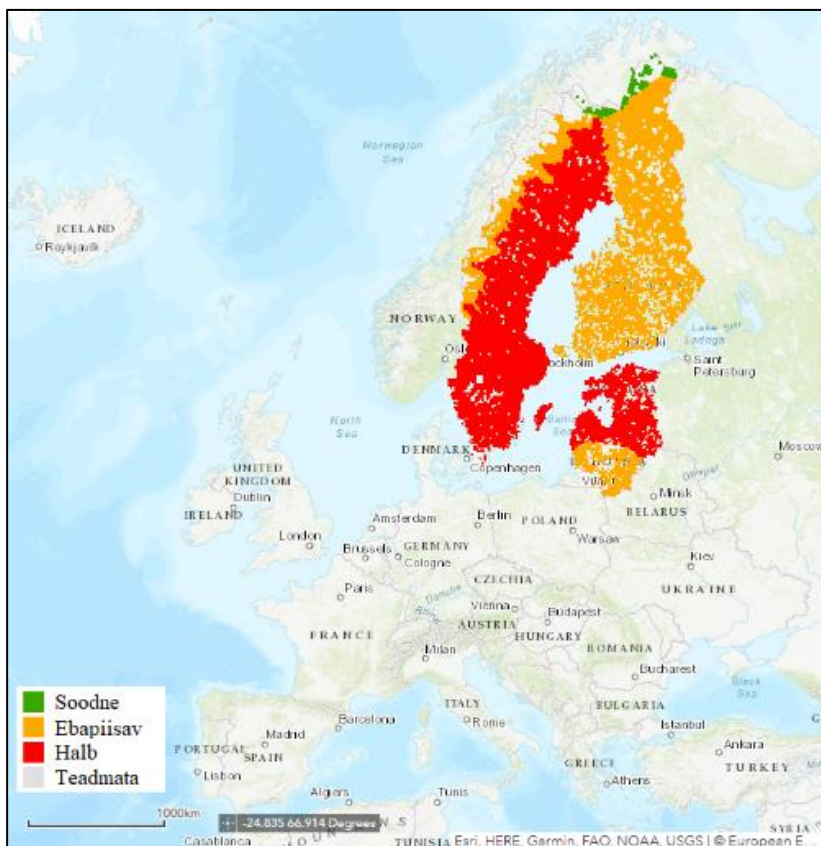 Norwegian
Sea
ICELAND
Reykjavik
NORWAY
Lake
Ladoga
Saint
Petersburg
North
Sea
DENMARK
Copenhagen
Moscow
UNITED
KINGDOM
Dublin
IRELAND
London
Amsterdam
Berlin
POLAND
Warsaw
Minsk
BELARUS
Brussels
GERMANY
Cologne
Kiev
UKRAINE
Paris
CZECHIA
Danube
Vienna
AUSTRIA
Budapest
HUNGARY
FRANCE
Milan
ROMANIA
Bucharest
Black
Sea
ITALY
Rome
BULGARIA
Barcelona
Istanbul
Madrid
PORTUGAL
SPAIN
Lisbon
Ankara
TURKEY
GREECE
Athens
Algiers
Tunis
TUNISIA
SYRIA
Casablanca
Soodne
Ebapiisav
Halb
Teadmata
1000km
-24.835 66.914 Degrees
Esri, HERE, Garmin, FAO, NOAA, USGS | © European E...